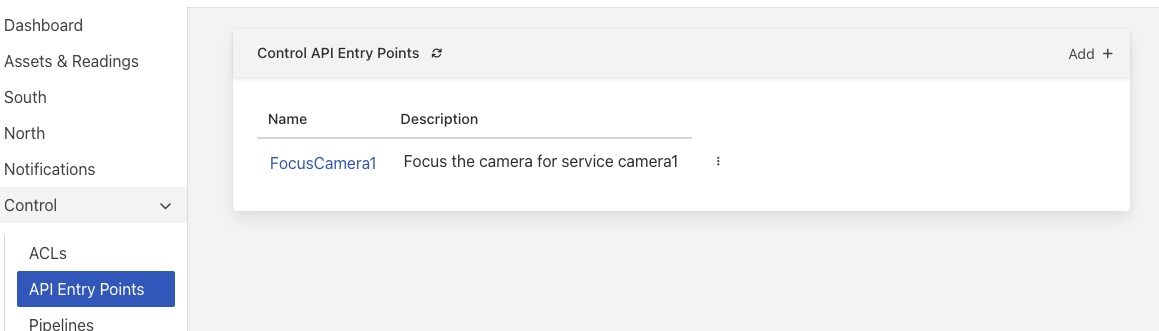 Dashboard
Assets & Readings
South
North
Notifications
Control
ACLs
API Entry Points
Pipelines
Control API Entry Points
Add +
Name Description
FocusCamera1 Focus the camera for service camera1